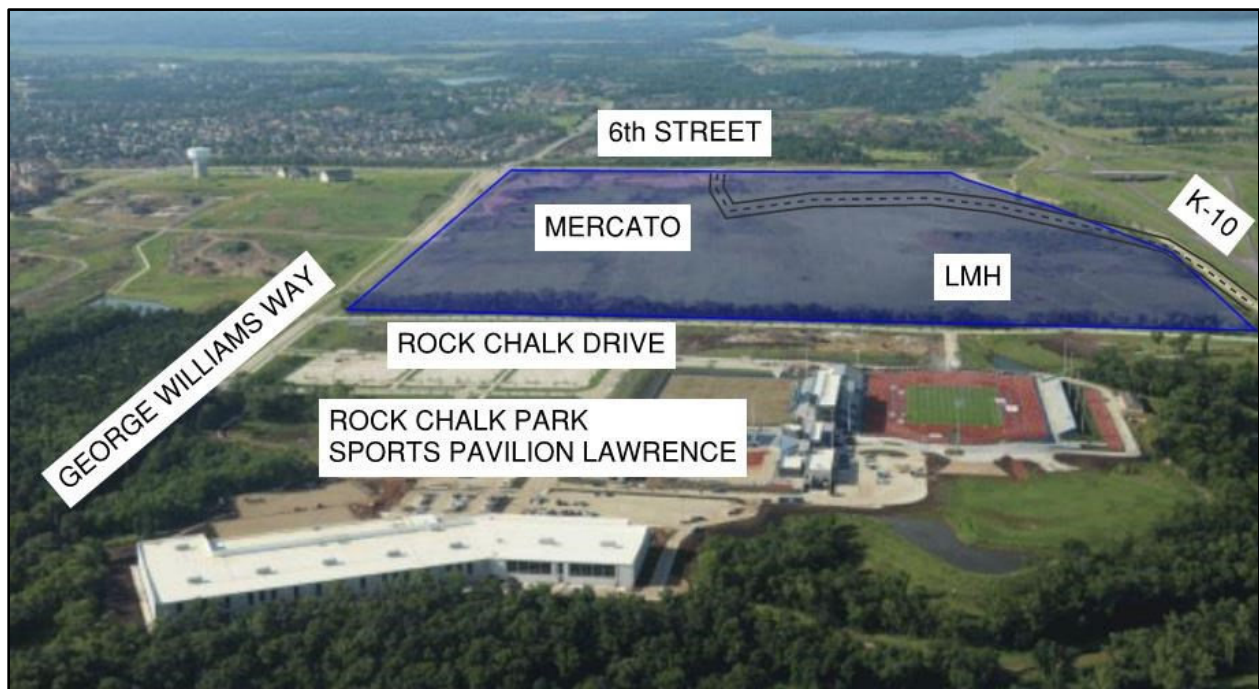 6th STREET
K-10
MERCATO
LMH
GEORGE WILLIAMS WAY
ROCK CHALK DRIVE
ROCK CHALK PARK
SPORTS PAVILION LAWRENCE